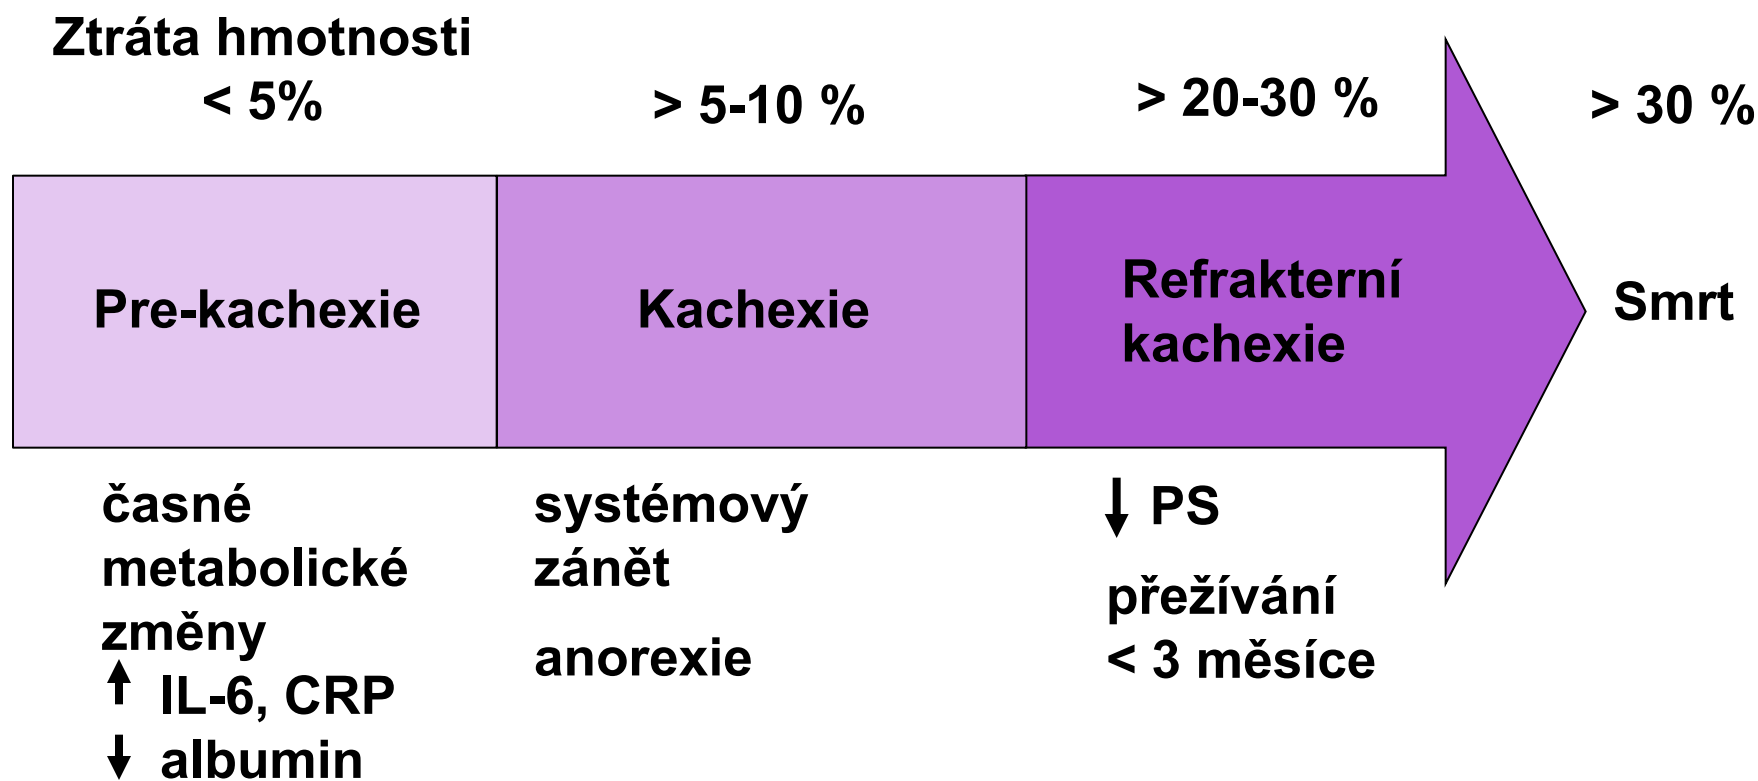 Ztráta hmotnosti
< 5%
> 5-10 %
> 20-30 %
> 30 %
Pre-kachexie
Kachexie
Refrakterní
kachexie
Smrt
časné
metabolické
změny
↑ IL-6, CRP
↓ albumin
systémový
zánět
anorexie
↓ PS
přežívání
< 3 měsíce